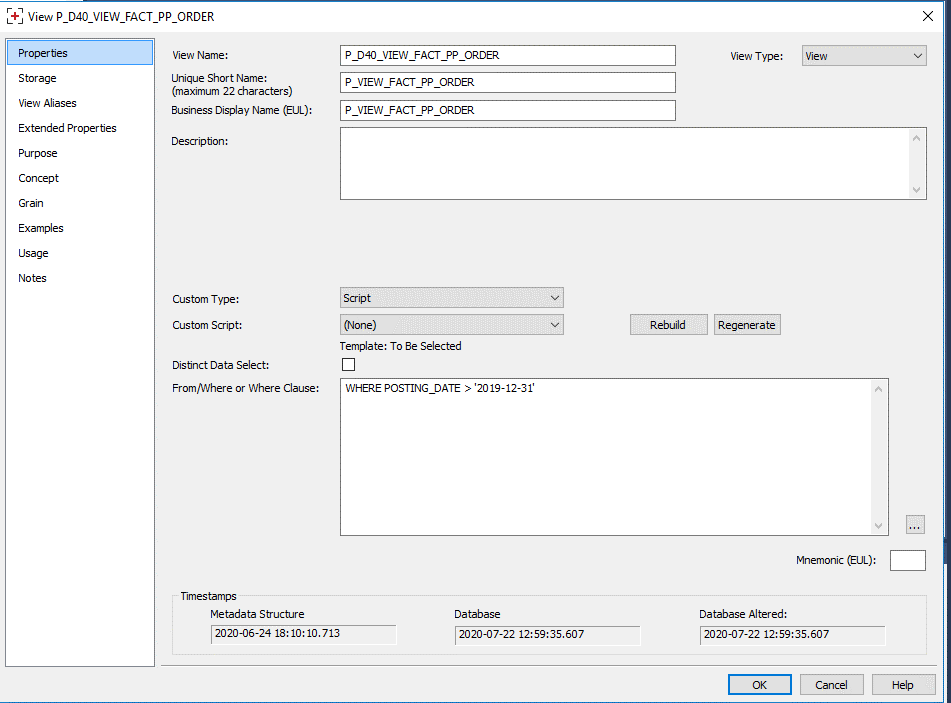 View P_D40_VIEW_FACT_PP_ORDER
Properties
Storage
View Aliases
Extended Properties
Purpose
Concept
Grain
Examples
Usage
Notes
View Name: P_D40_VIEW_FACT_PP_ORDER View Type: View
Unique Short Name: P_VIEW_FACT_PP_ORDER
(maximum 22 characters)
Business Display Name (EUL): P_VIEW_FACT_PP_ORDER
Description:
Custom Type: Script
Custom Script: (None) Rebuild Regenerate
Template: To Be Selected
Distinct Data Select:
From/Where or Where Clause: WHERE POSTING_DATE > '2019-12-31'
...
Mnemonic (EUL):
Timestamps
Metadata Structure Database Database Altered:
2020-06-24 18:10:10.713 2020-07-22 12:59:35.607 2020-07-22 12:59:35.607
OK Cancel Help